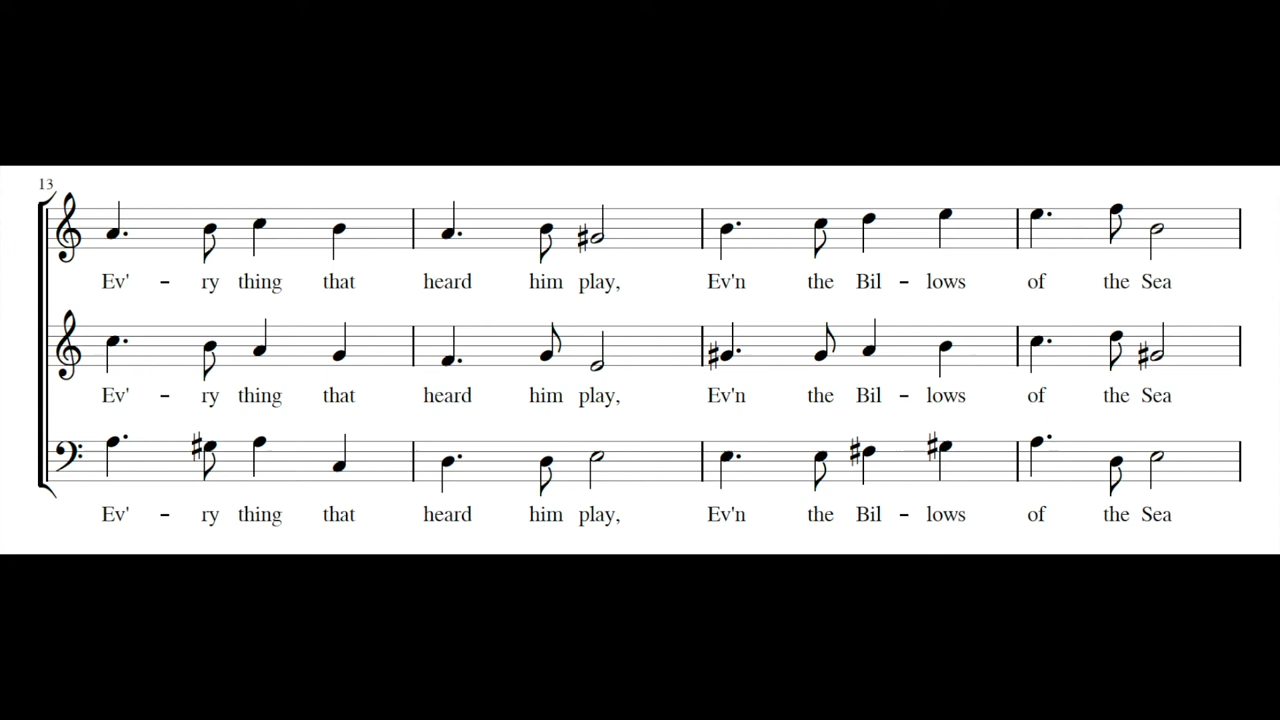 13
Ev' - ry thing that heard him play, Ev'n the Bil - lows of the Sea
Ev' - ry thing that heard him play, Ev'n the Bil - lows of the Sea
Ev' - ry thing that heard him play, Ev'n the Bil - lows of the Sea